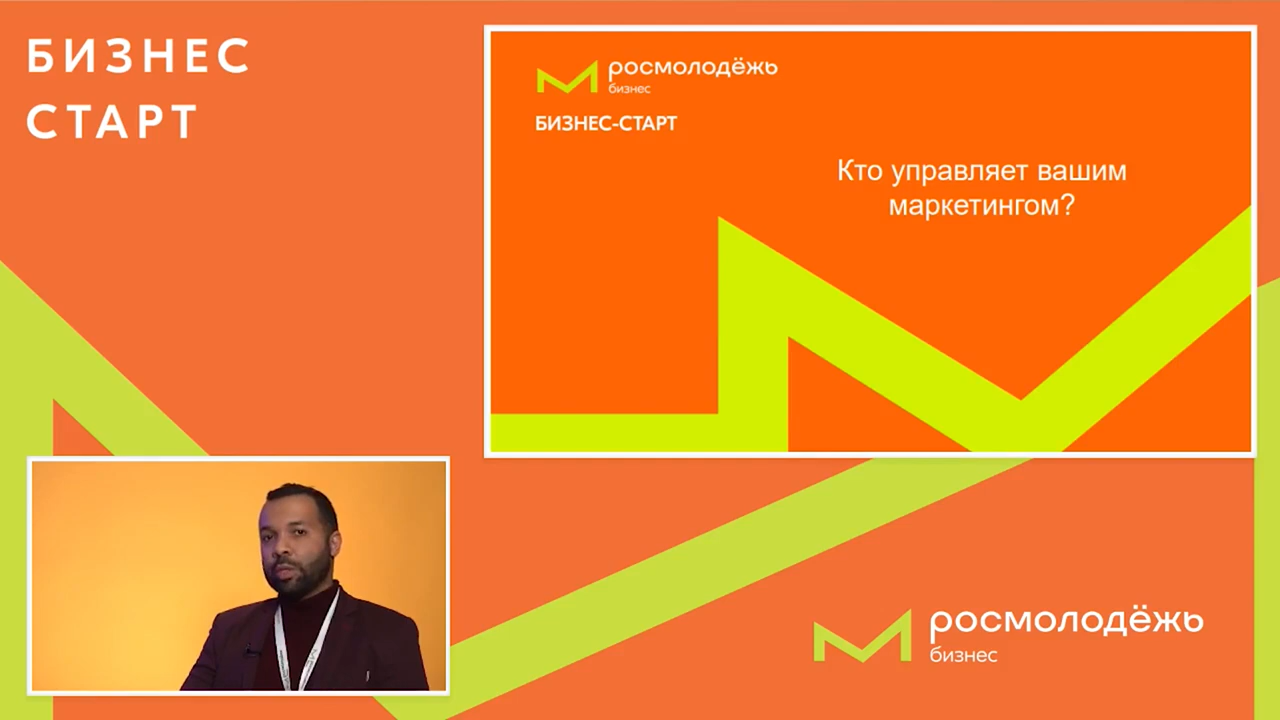 БИЗНЕС
СТАРТ
росмолодёжь
бизнес
БИЗНЕС-СТАРТ
Кто управляет вашим
маркетингом?
росмолодёжь
бизнес